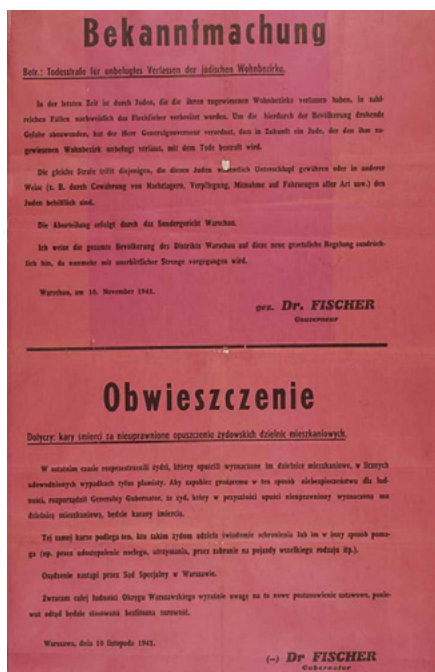 Bekanntmachung
Betr.: Todesstrafe für unbefugtes Verlassen der jüdischen Wohnbezirke.
In der letzten Zeit ist durch Juden, die die ihnen zugewiesenen Wohnbezirke verlassen haben, in zahl-
reichen Fällen nachweislich das Fleckfieber verbreitet worden. Um die hierdurch der Bevölkerung drohende
Gefahr abzuwenden, hat der Herr Generalgouverneur verordnet, dass in Zukunft ein Jude, der den ihm zu-
gewiesenen Wohnbezirk unbefugt verlässt, mit dem Tode bestraft wird.
Die gleiche Strafe trifft diejenigen, die diesen Juden wissentlich Unterschlupf gewähren oder in anderer
Weise (z. B. durch Gewährung von Nachtlagern, Verpflegung, Mitnahme auf Fahrzeugen aller Art usw.) den
Juden behilflich sind.
Die Aburteilung erfolgt durch das Sondergericht Warschau.
Ich weise die gesamte Bevölkerung des Distrikts Warschau auf diese neue gesetzliche Regelung ausdrück-
lich hin, da nunmehr mit unerbittlicher Strenge vorgegangen wird.
Warschau, am 10. November 1941.
gez. Dr. FISCHER
Gouverneur
Obwieszczenie
Dotyczy: kary śmierci za nieuprawnione opuszczenie żydowskich dzielnic mieszkaniowych.
W ostatnim czasie rozprzestrzenili żydzi, którzy opuścili wyznaczone im dzielnice mieszkaniowe, w licznych
udowodnionych wypadkach tyfus plamisty. Aby zapobiec grożącemu w ten sposób niebezpieczeństwu dla lud-
ności, rozporządził Generalny Gubernator, że żyd, który w przyszłości opuści nieuprawniony wyznaczoną mu
dzielnicę mieszkaniową, będzie karany śmiercią.
Tej samej karze podlega ten, kto takim żydom udziela świadomie schronienia lub im w inny sposób poma-
ga (np. przez udostępnienie noclegu, utrzymania, przez zabranie na pojazdy wszelkiego rodzaju itp.).
Osądzenie nastąpi przez Sąd Specjalny w Warszawie.
Zwracam całej ludności Okręgu Warszawskiego wyraźnie uwagę na to nowe postanowienie ustawowe, ponie-
waż odtąd będzie stosowana bezlitosna surowość.
Warszawa, dnia 10 listopada 1941.
(—) Dr FISCHER
Gubernator